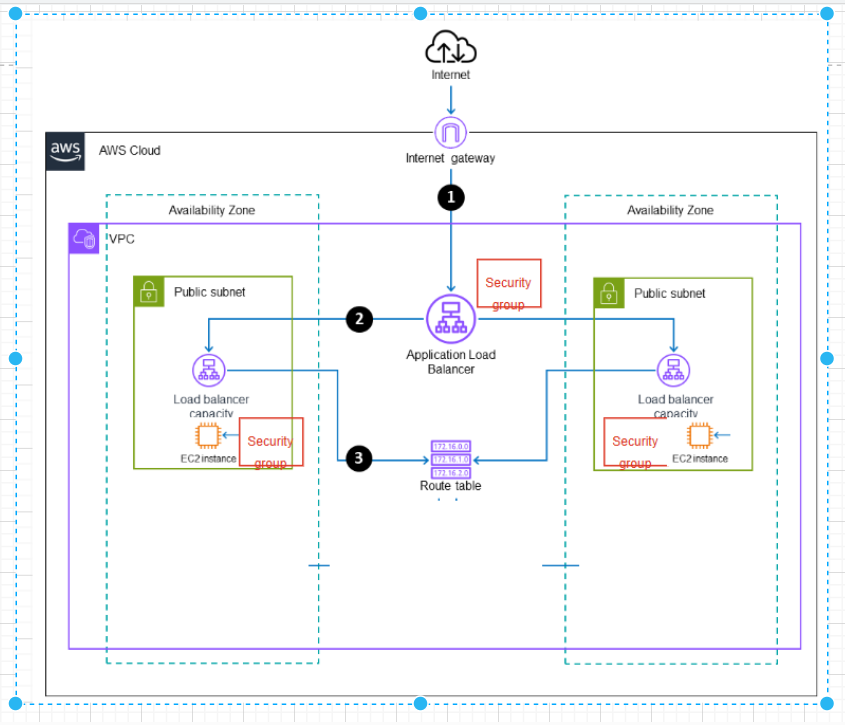 Internet
aws
AWS Cloud
Internet gateway
1
Availability Zone
Availability Zone
VPC
Public subnet
Security
group
Public subnet
2
Application Load
Balancer
Load balancer
capacity
Load balancer
capacity
Security
group
EC2 instance
3
172.16.0.0
172.16.1.0
172.16.2.0
Route table
Security
group
EC2 instance